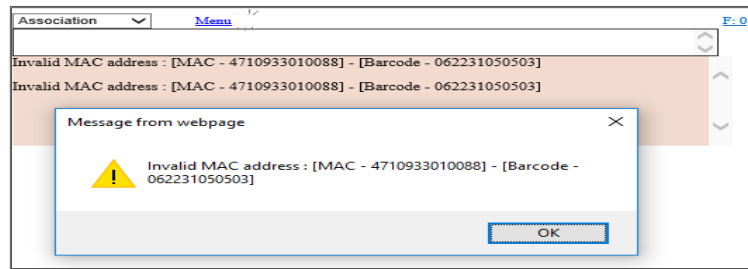 Association Menu F: 0
Invalid MAC address : [MAC - 4710933010088] - [Barcode - 062231050503]
Invalid MAC address : [MAC - 4710933010088] - [Barcode - 062231050503]
Message from webpage
Invalid MAC address : [MAC - 4710933010088] - [Barcode -
062231050503]
OK